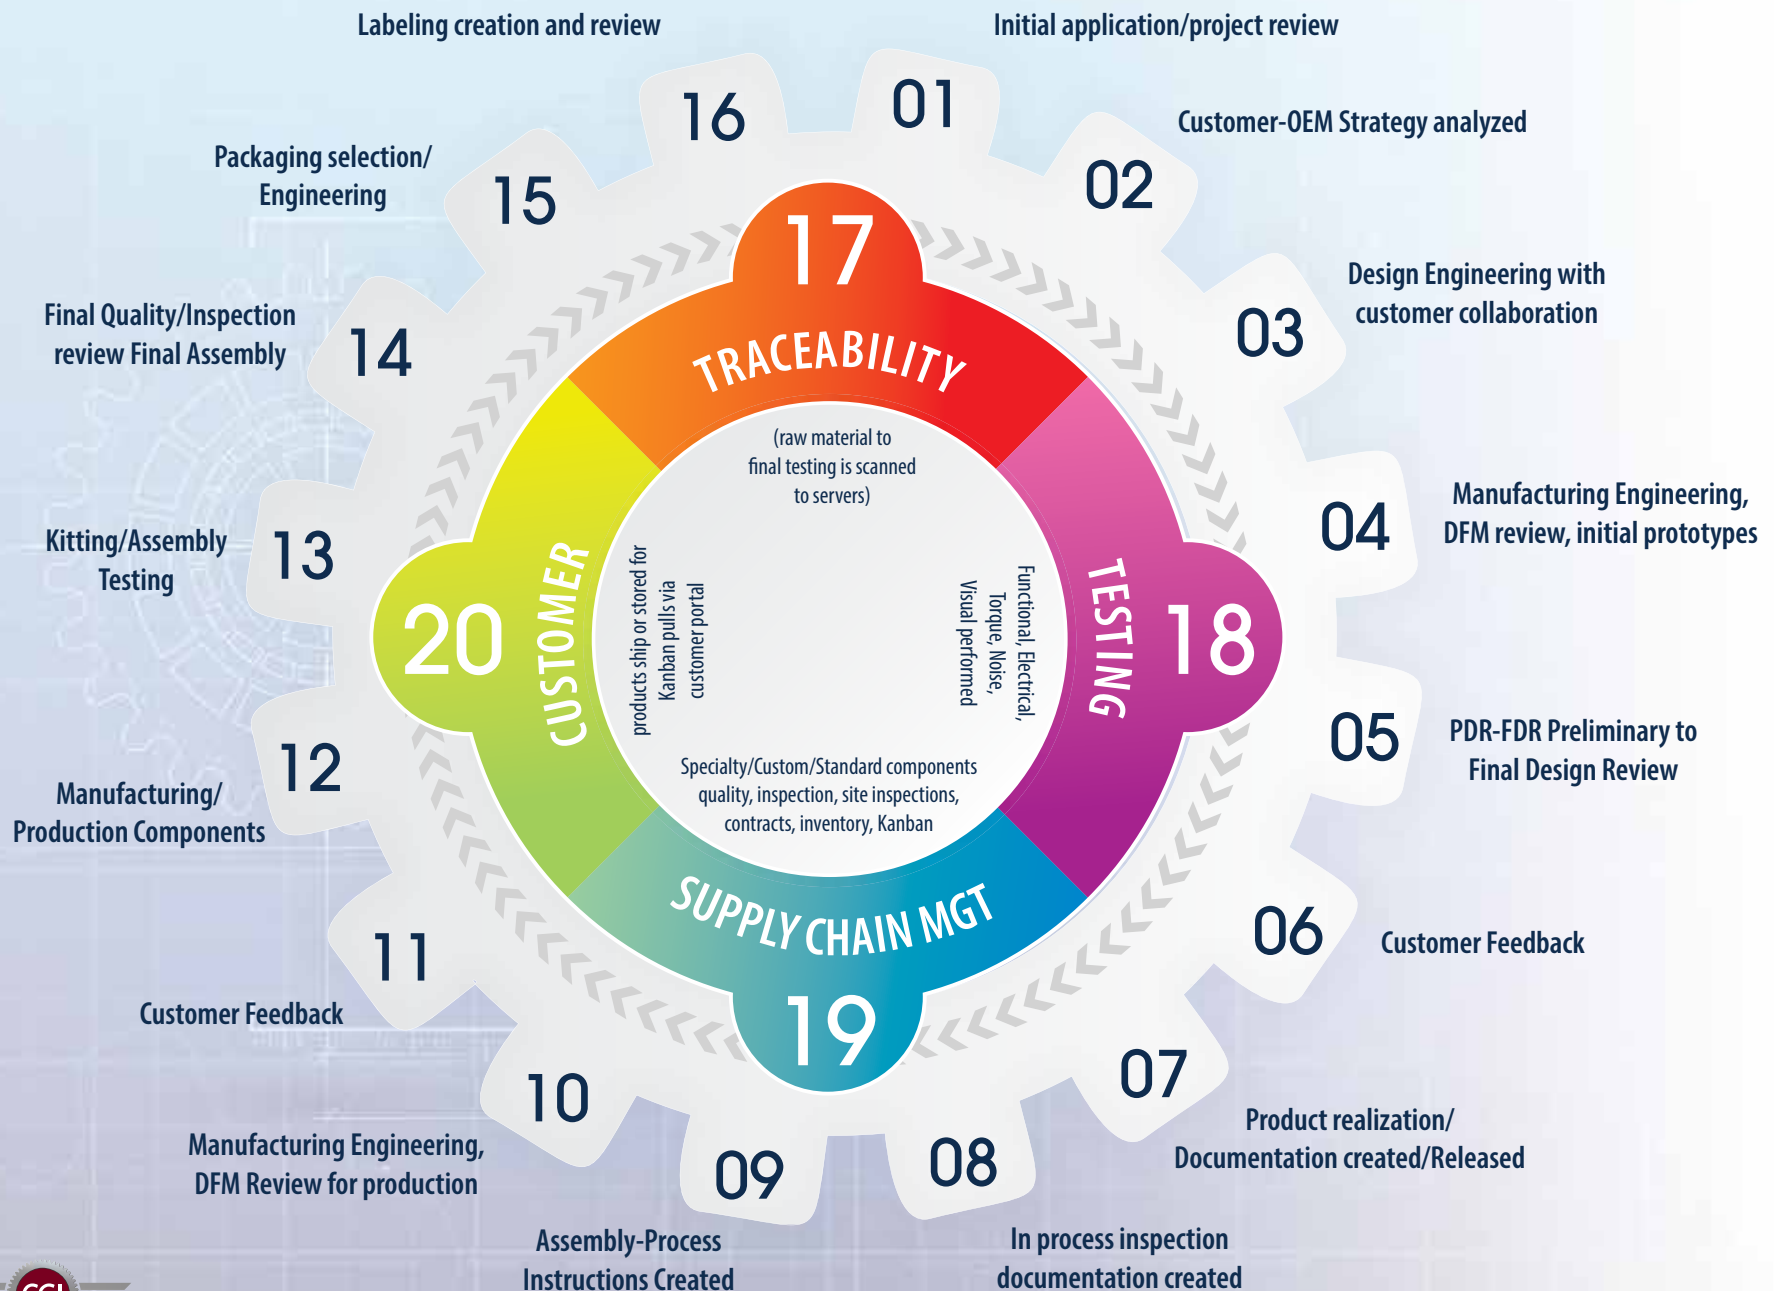 Labeling creation and review
Initial application/project review
16
01
Customer-OEM Strategy analyzed
02
Packaging selection/
Engineering
15
17
Design Engineering with
customer collaboration
03
Final Quality/Inspection
review Final Assembly
14
TRACEABILITY
(raw material to
final testing is scanned
to servers)
Manufacturing Engineering,
DFM review, initial prototypes
04
Kitting/Assembly
Testing
13
20
CUSTOMER
products ship or stored for
Kanban pulls via
customer portal
Functional, Electrical,
Torque, Noise,
Visual performed
TESTING
18
05
PDR-FDR Preliminary to
Final Design Review
12
Manufacturing/
Production Components
Specialty/Custom/Standard components
quality, inspection, site inspections,
contracts, inventory, Kanban
SUPPLY CHAIN MGT
19
06
Customer Feedback
11
Customer Feedback
07
Product realization/
Documentation created/Released
10
Manufacturing Engineering,
DFM Review for production
09
Assembly-Process
Instructions Created
08
In process inspection
documentation created